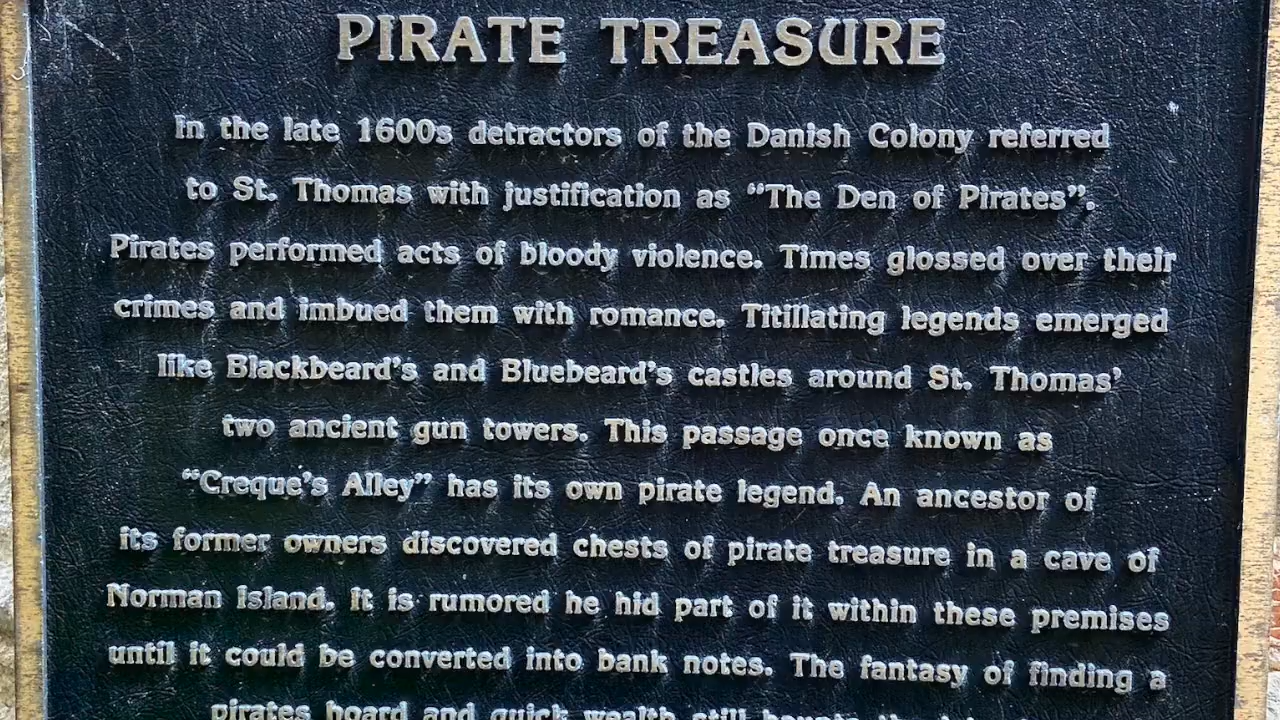 PIRATE TREASURE
In the late 1600s detractors of the Danish Colony referred
to St. Thomas with justification as “The Den of Pirates”.
Pirates performed acts of bloody violence. Times glossed over their
crimes and imbued them with romance. Titillating legends emerged
like Blackbeard's and Bluebeard's castles around St. Thomas'
two ancient gun towers. This passage once known as
“Creque's Alley” has its own pirate legend. An ancestor of
its former owners discovered chests of pirate treasure in a cave of
Norman Island. It is rumored he hid part of it within these premises
until it could be converted into bank notes. The fantasy of finding a
pirates hoard and quick wealth still haunts the